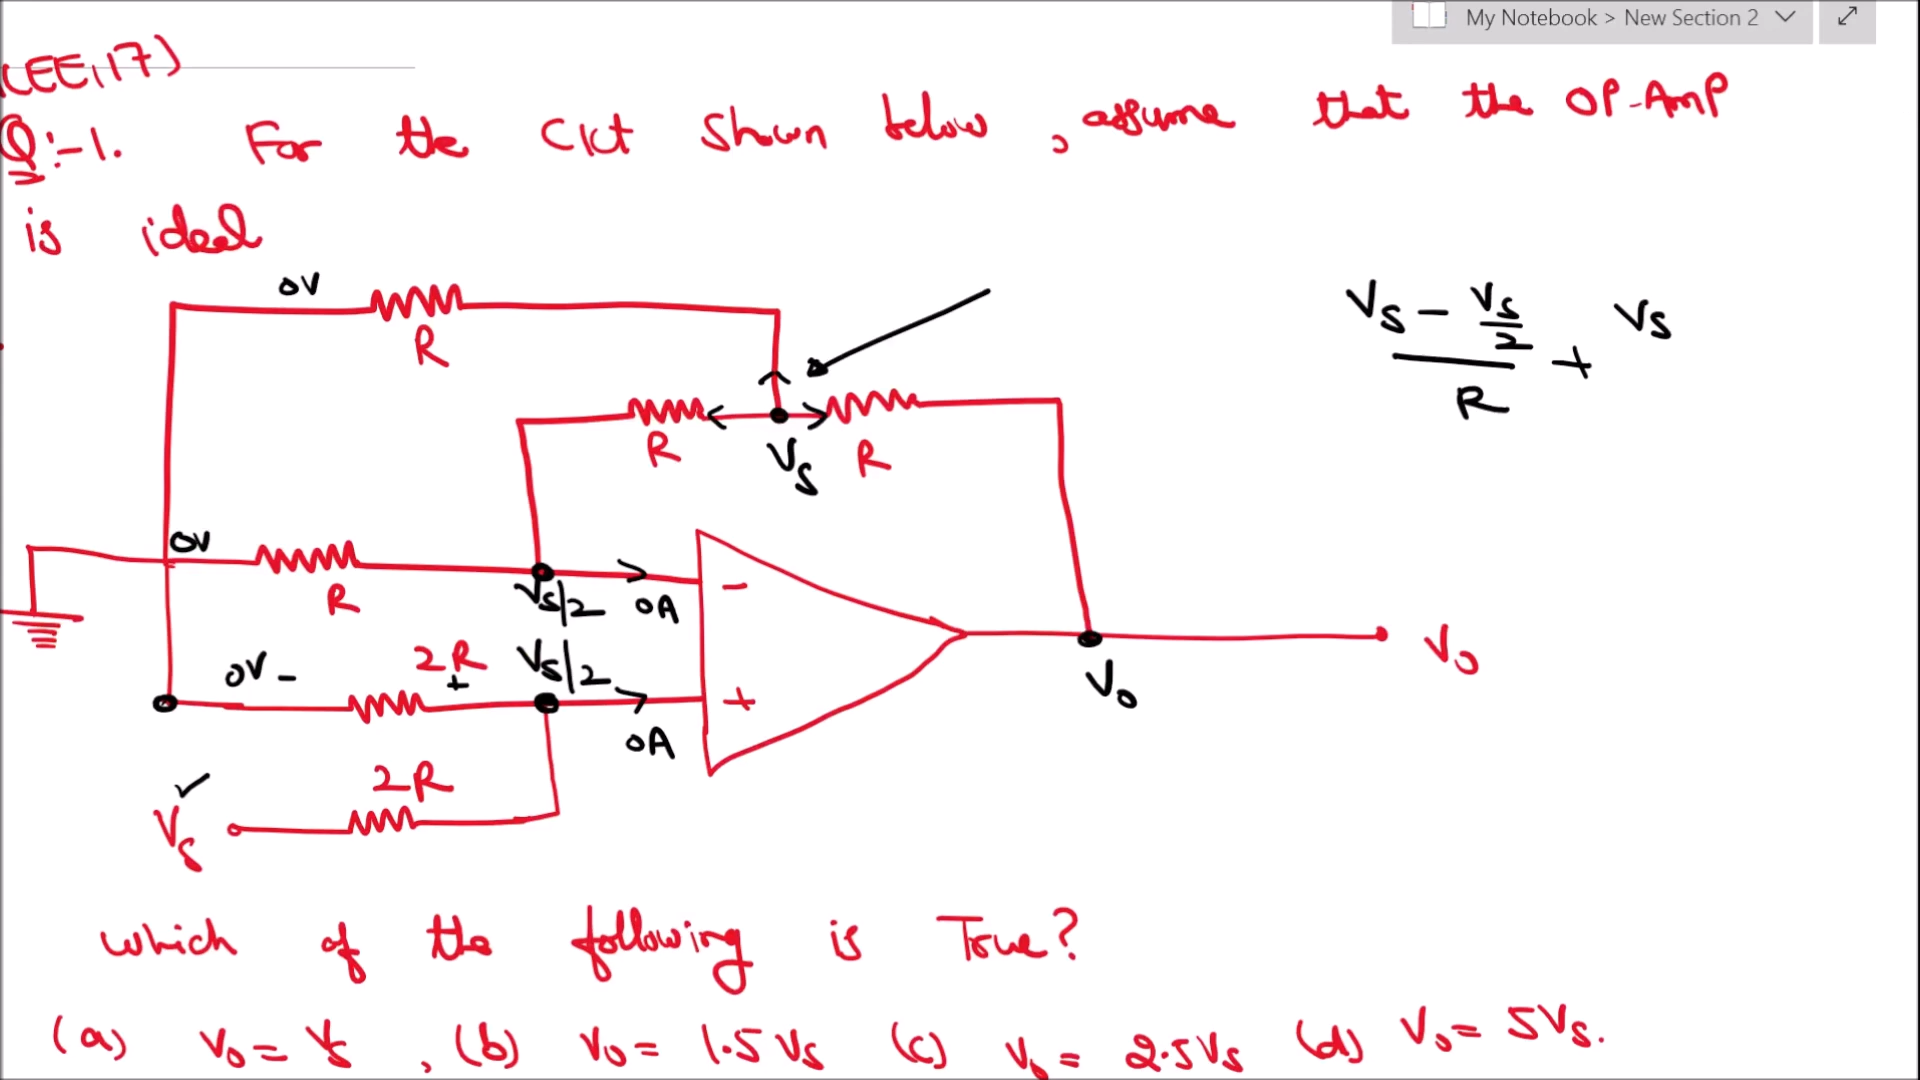 My Notebook > New Section 2
(EE,17)
Q:-1. For the CKt shown below, assume that the OP-AMP
is ideal
0V
R
Vs - Vs/2 / R + Vs
R
Vs
R
0V
R
Vs/2
0A
-
0V -
2R
+
Vs/2
0A
+
Vo
Vo
2R
Vs
which of the following is True?
(a) Vo = Vs, (b) Vo = 1.5 Vs (c) Vo = 2.5Vs (d) Vo = 5Vs.